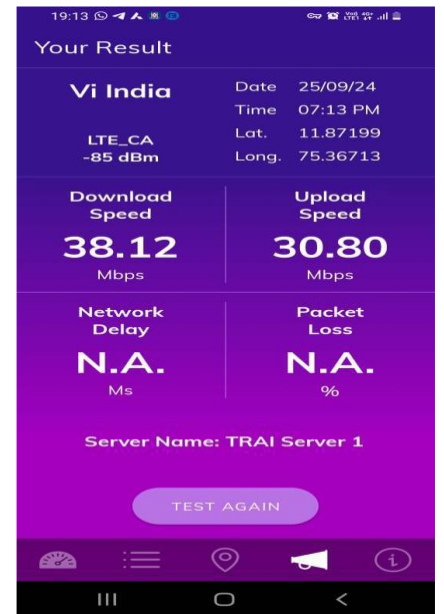 19:13
Your Result
Vi India
LTE_CA
-85 dBm
Date 25/09/24
Time 07:13 PM
Lat. 11.87199
Long. 75.36713
Download
Speed
38.12
Mbps
Upload
Speed
30.80
Mbps
Network
Delay
N.A.
Ms
Packet
Loss
N.A.
%
Server Name: TRAI Server 1
TEST AGAIN